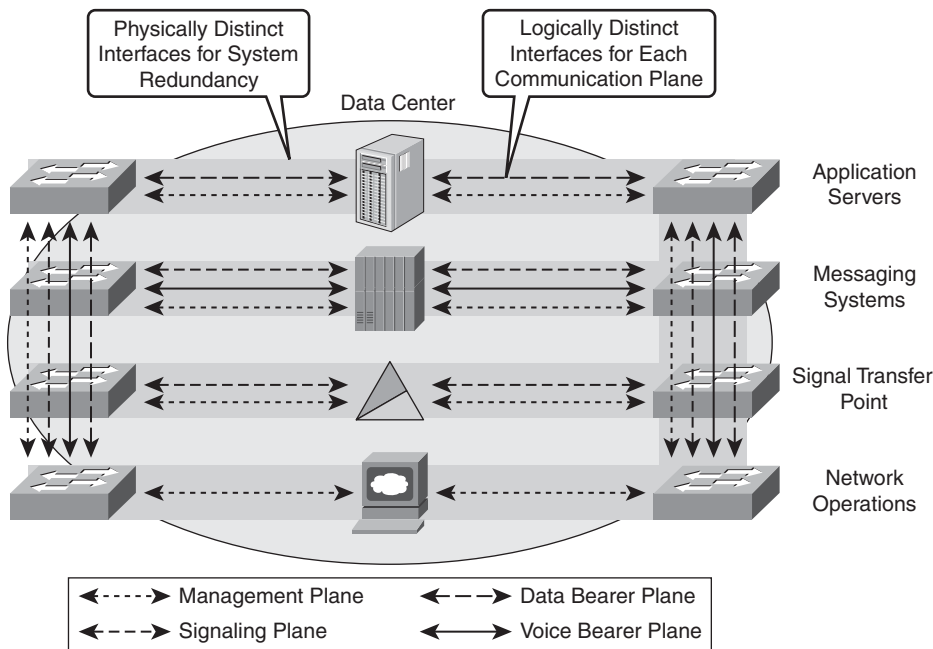 Physically Distinct
Interfaces for System
Redundancy
Logically Distinct
Interfaces for Each
Communication Plane
Data Center
Application
Servers
Messaging
Systems
Signal Transfer
Point
Network
Operations
Management Plane
Data Bearer Plane
Signaling Plane
Voice Bearer Plane